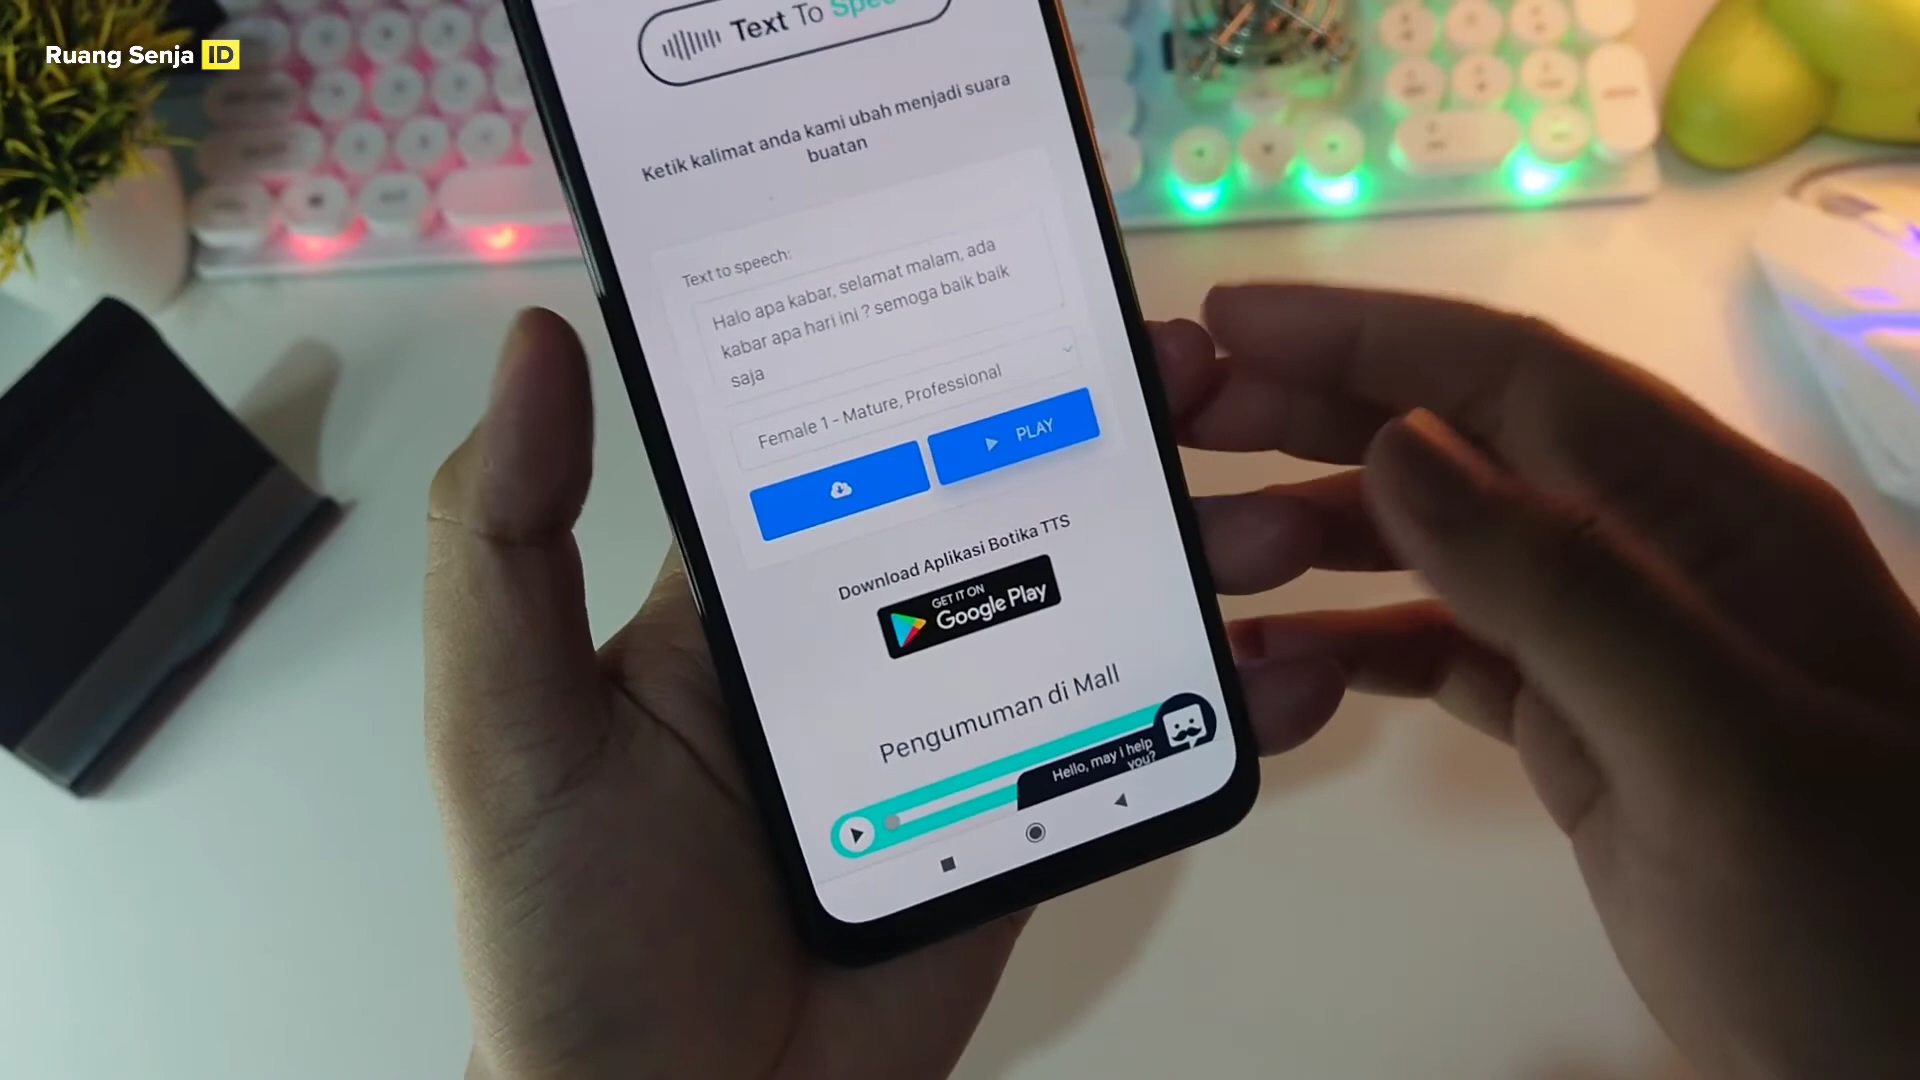 Ruang Senja ID
Text To Spee
Ketik kalimat anda kami ubah menjadi suara
buatan
Text to speech:
Halo apa kabar, selamat malam, ada
kabar apa hari ini ? semoga baik baik
saja
Female 1 - Mature, Professional
PLAY
Download Aplikasi Botika TTS
GET IT ON
Google Play
Pengumuman di Mall
Hello, may i help
you?